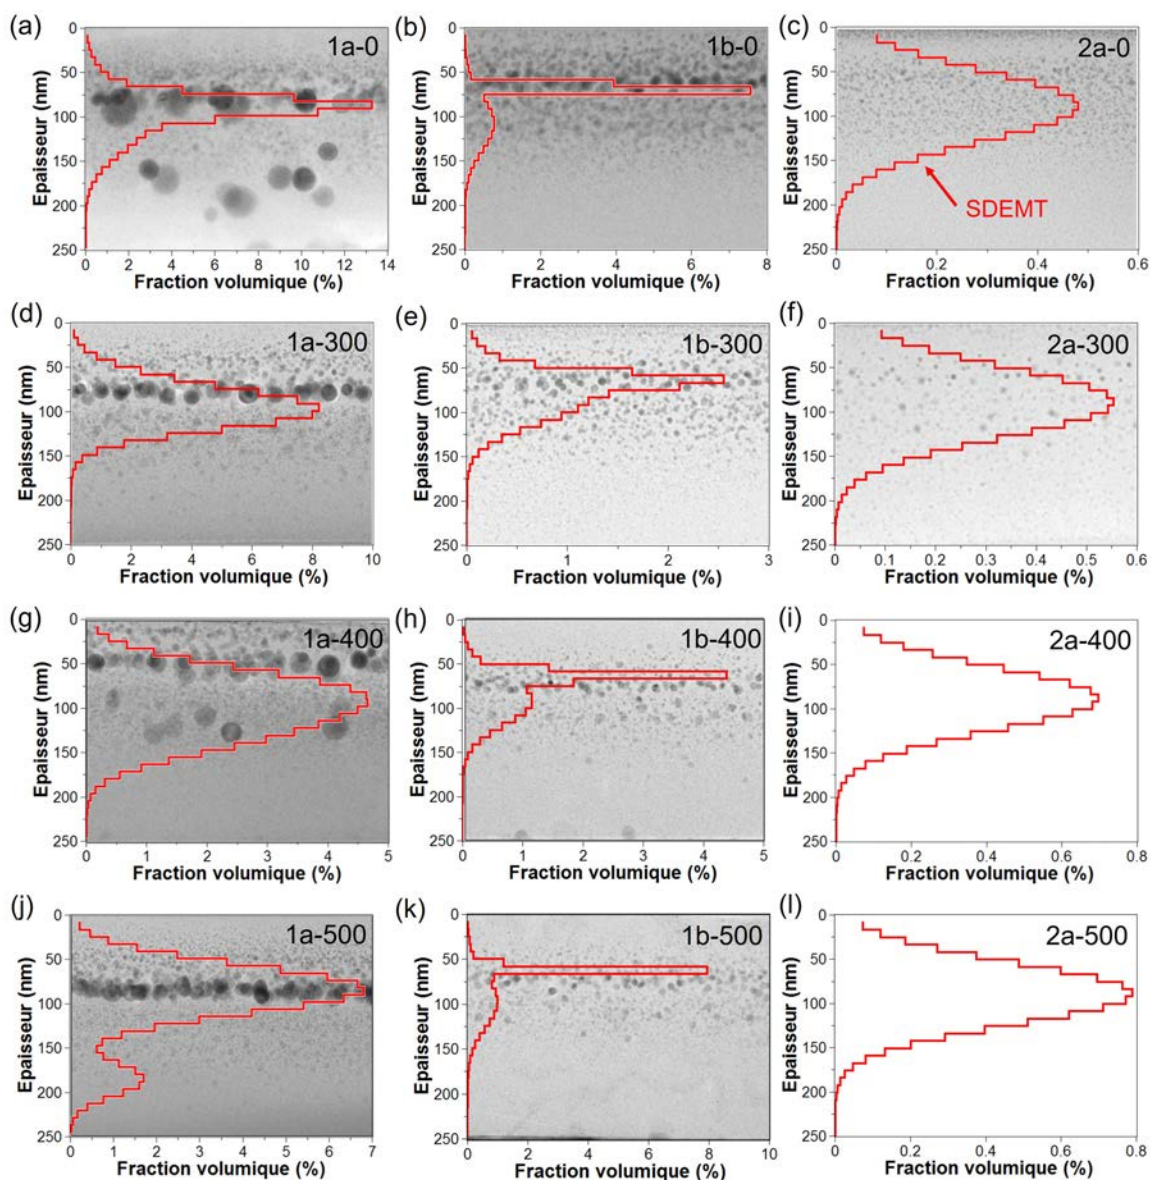 (a) 1a-0
Epaisseur (nm)
0
50
100
150
200
250
0 2 4 6 8 10 12 14
Fraction volumique (%)
(b) 1b-0
Epaisseur (nm)
0
50
100
150
200
250
0 2 4 6 8
Fraction volumique (%)
(c) 2a-0
Epaisseur (nm)
0
50
100
150
200
250
SDEMT
0 0.2 0.4 0.6
Fraction volumique (%)
(d) 1a-300
Epaisseur (nm)
0
50
100
150
200
250
0 2 4 6 8 10
Fraction volumique (%)
(e) 1b-300
Epaisseur (nm)
0
50
100
150
200
250
0 1 2 3
Fraction volumique (%)
(f) 2a-300
Epaisseur (nm)
0
50
100
150
200
250
0 0.1 0.2 0.3 0.4 0.5 0.6
Fraction volumique (%)
(g) 1a-400
Epaisseur (nm)
0
50
100
150
200
250
0 1 2 3 4 5
Fraction volumique (%)
(h) 1b-400
Epaisseur (nm)
0
50
100
150
200
250
0 1 2 3 4 5
Fraction volumique (%)
(i) 2a-400
Epaisseur (nm)
0
50
100
150
200
250
0 0.2 0.4 0.6 0.8
Fraction volumique (%)
(j) 1a-500
Epaisseur (nm)
0
50
100
150
200
250
0 1 2 3 4 5 6 7
Fraction volumique (%)
(k) 1b-500
Epaisseur (nm)
0
50
100
150
200
250
0 2 4 6 8 10
Fraction volumique (%)
(l) 2a-500
Epaisseur (nm)
0
50
100
150
200
250
0 0.2 0.4 0.6 0.8
Fraction volumique (%)